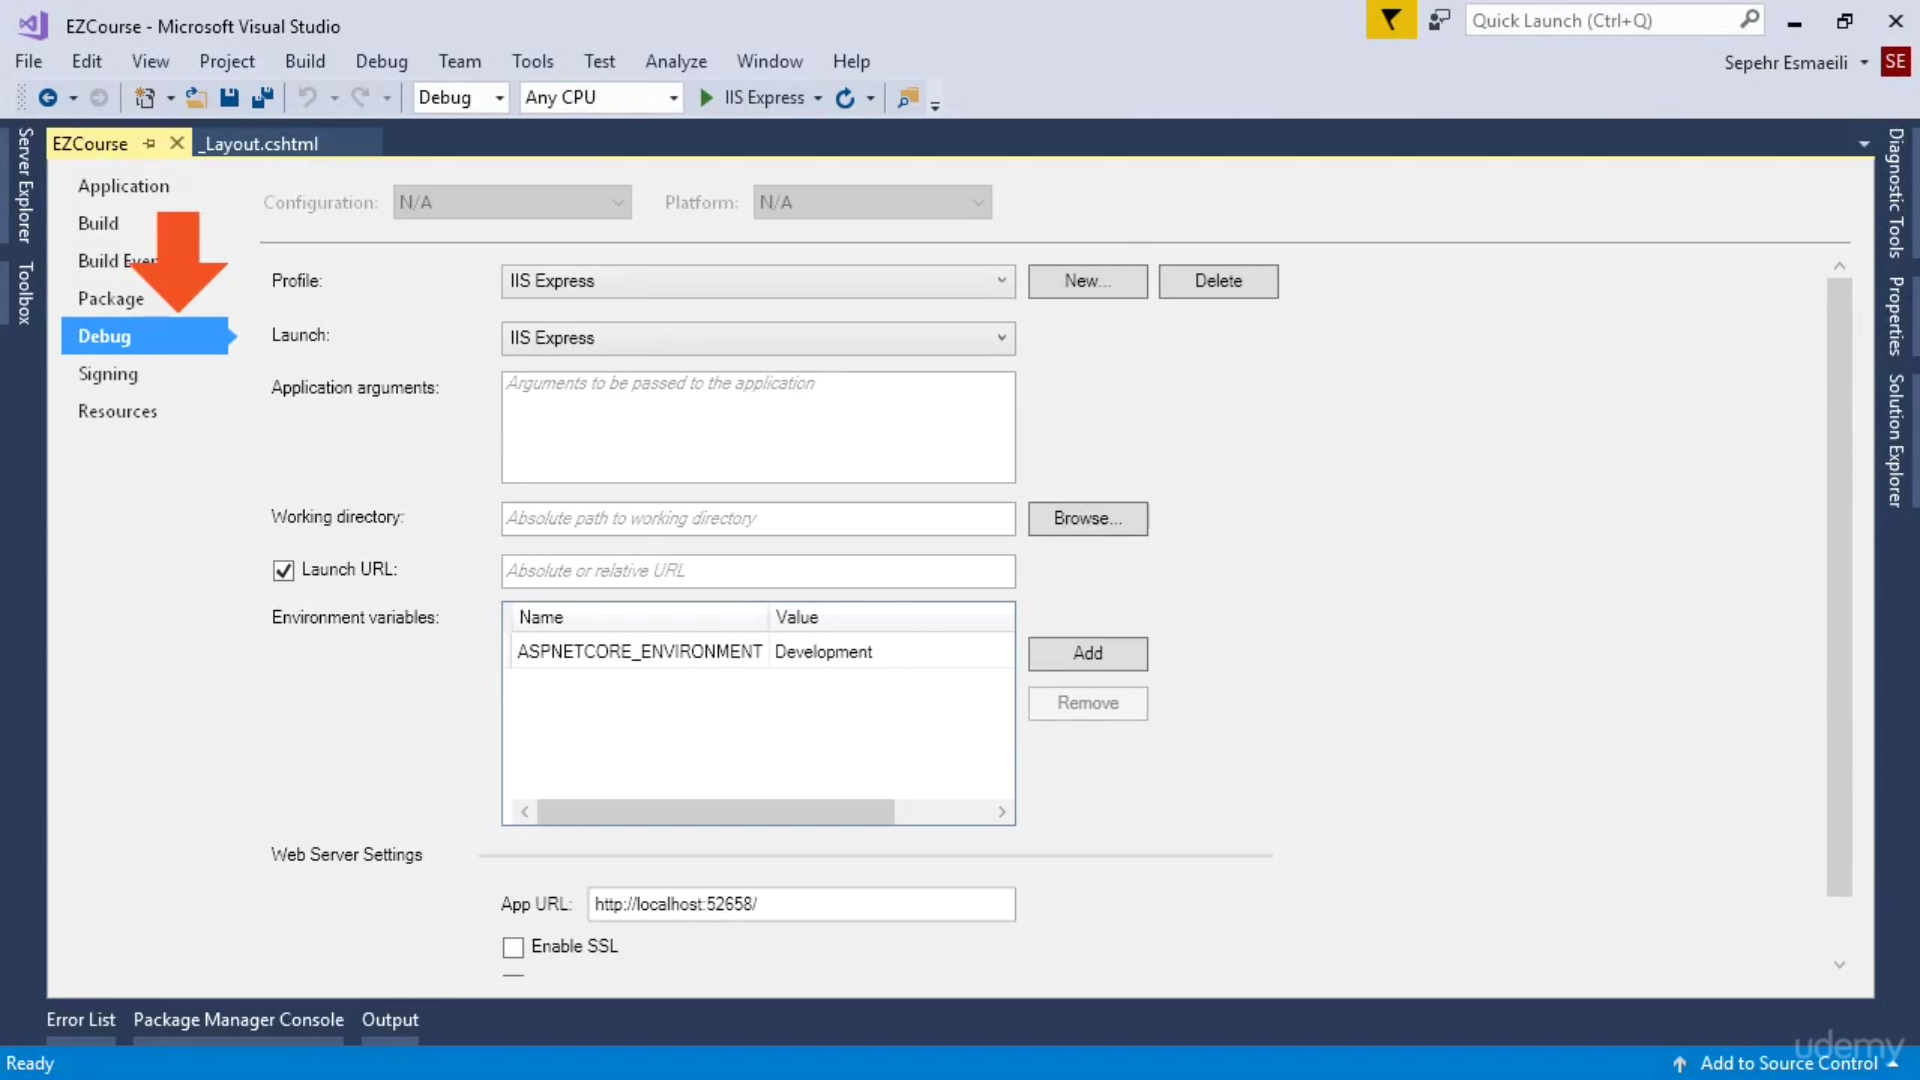 EZCourse - Microsoft Visual Studio
Quick Launch (Ctrl+Q)
File Edit View Project Build Debug Team Tools Test Analyze Window Help
Sepehr Esmaeili SE
Debug Any CPU IIS Express
EZCourse _Layout.cshtml
Server Explorer
Toolbox
Application
Build
Build Even
Package
Debug
Signing
Resources
Configuration: N/A Platform: N/A
Profile: IIS Express New... Delete
Launch: IIS Express
Application arguments: Arguments to be passed to the application
Working directory: Absolute path to working directory Browse...
Launch URL: Absolute or relative URL
Environment variables: Name Value
ASPNETCORE_ENVIRONMENT Development
Add
Remove
Web Server Settings
App URL: http://localhost:52658/
Enable SSL
Diagnostic Tools
Properties
Solution Explorer
Error List Package Manager Console Output
Ready
Add to Source Control
udemy